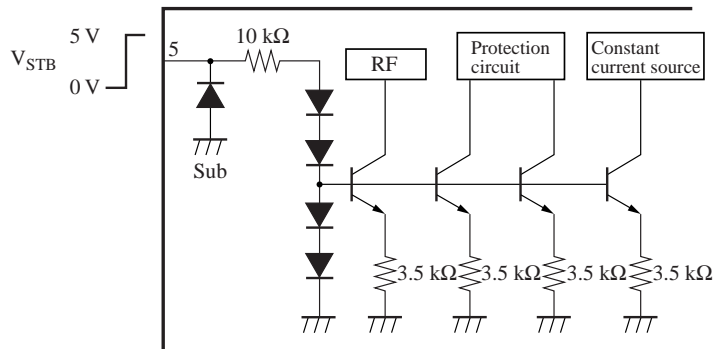 5 V
V_STB
0 V
5
10 kΩ
Sub
RF
Protection
circuit
Constant
current source
3.5 kΩ
3.5 kΩ
3.5 kΩ
3.5 kΩ